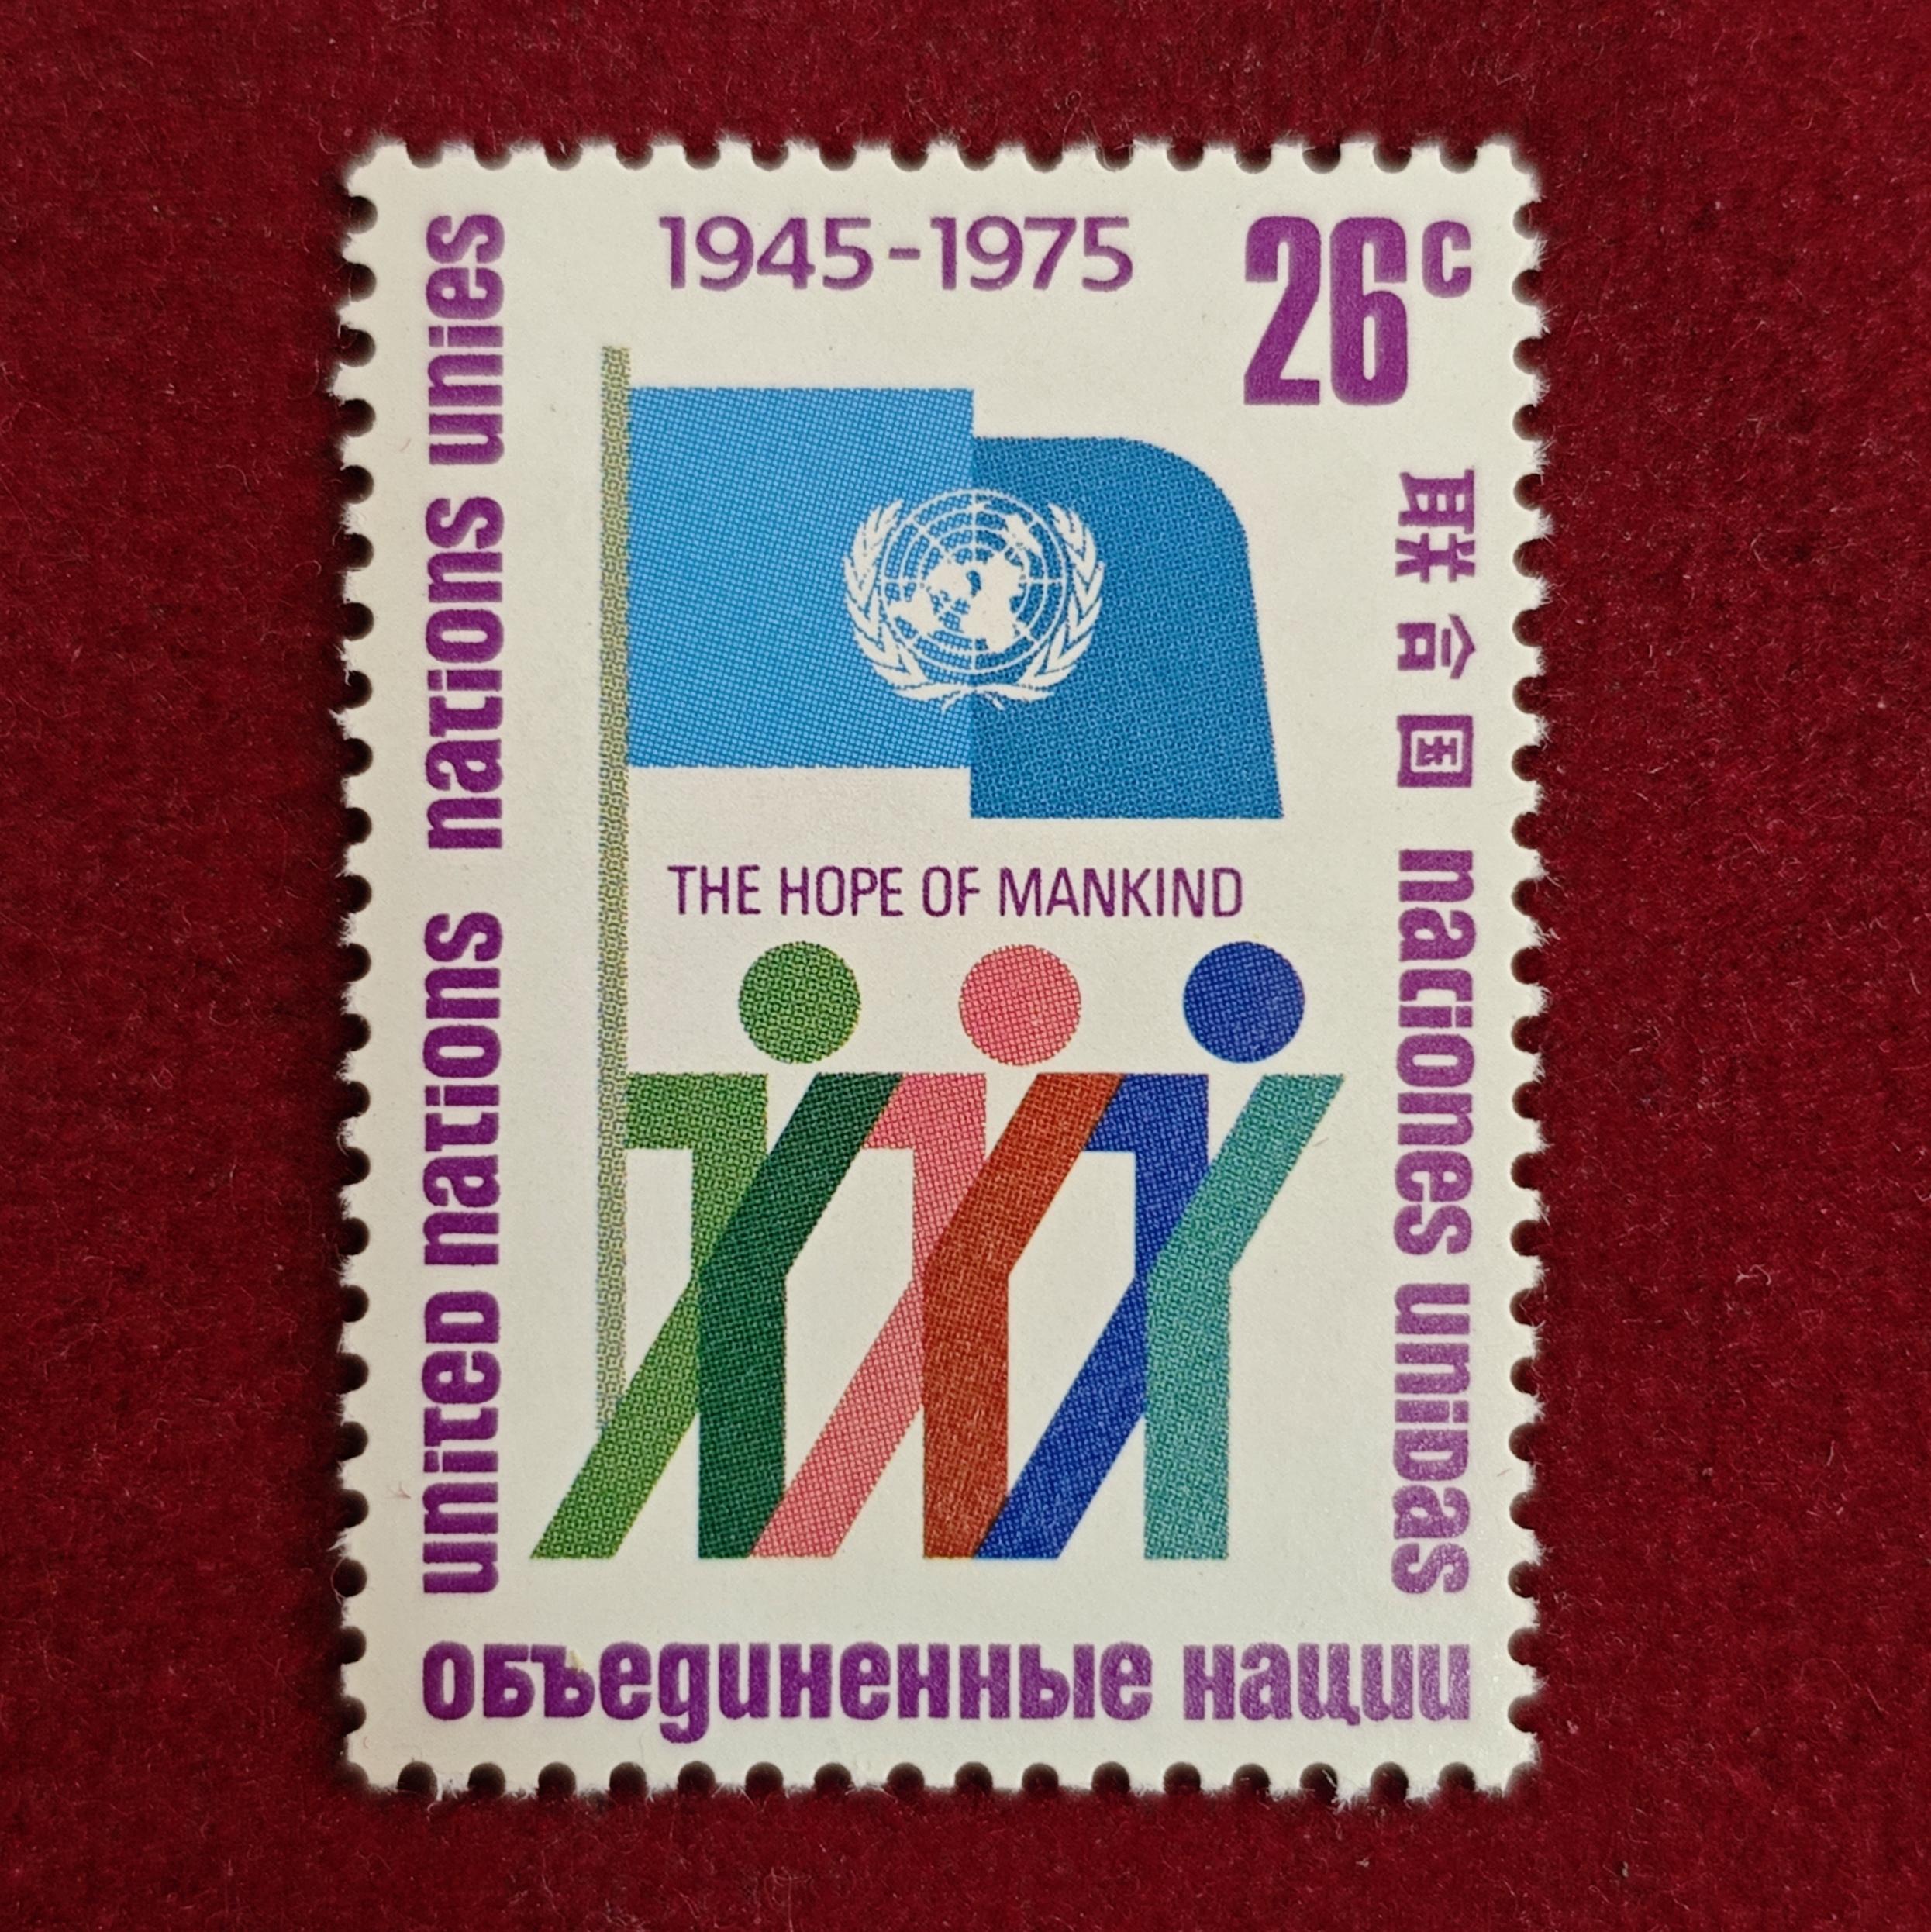 1945-1975
26c
united nations nations unies
THE HOPE OF MANKIND
联合国 naciones unidas
объединенные нации